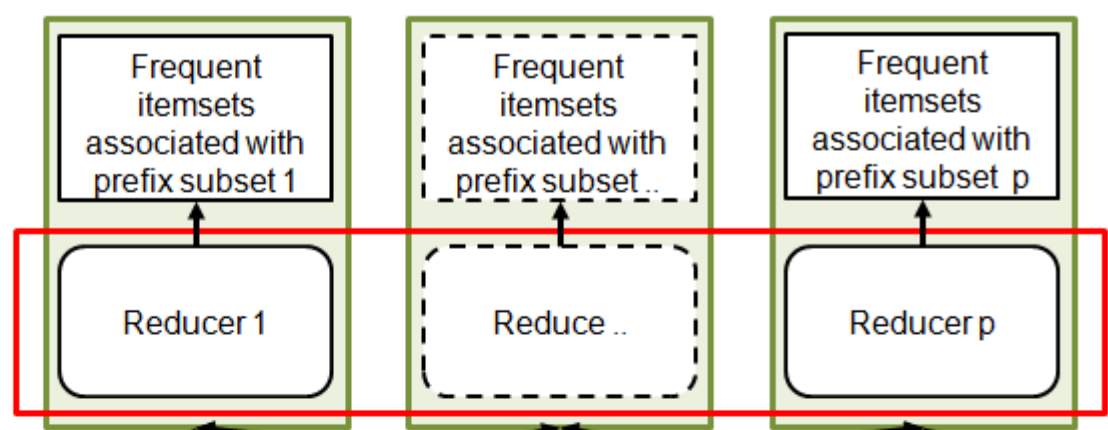 Frequent
itemsets
associated with
prefix subset 1
Frequent
itemsets
associated with
prefix subset ..
Frequent
itemsets
associated with
prefix subset p
Reducer 1
Reduce ..
Reducer p